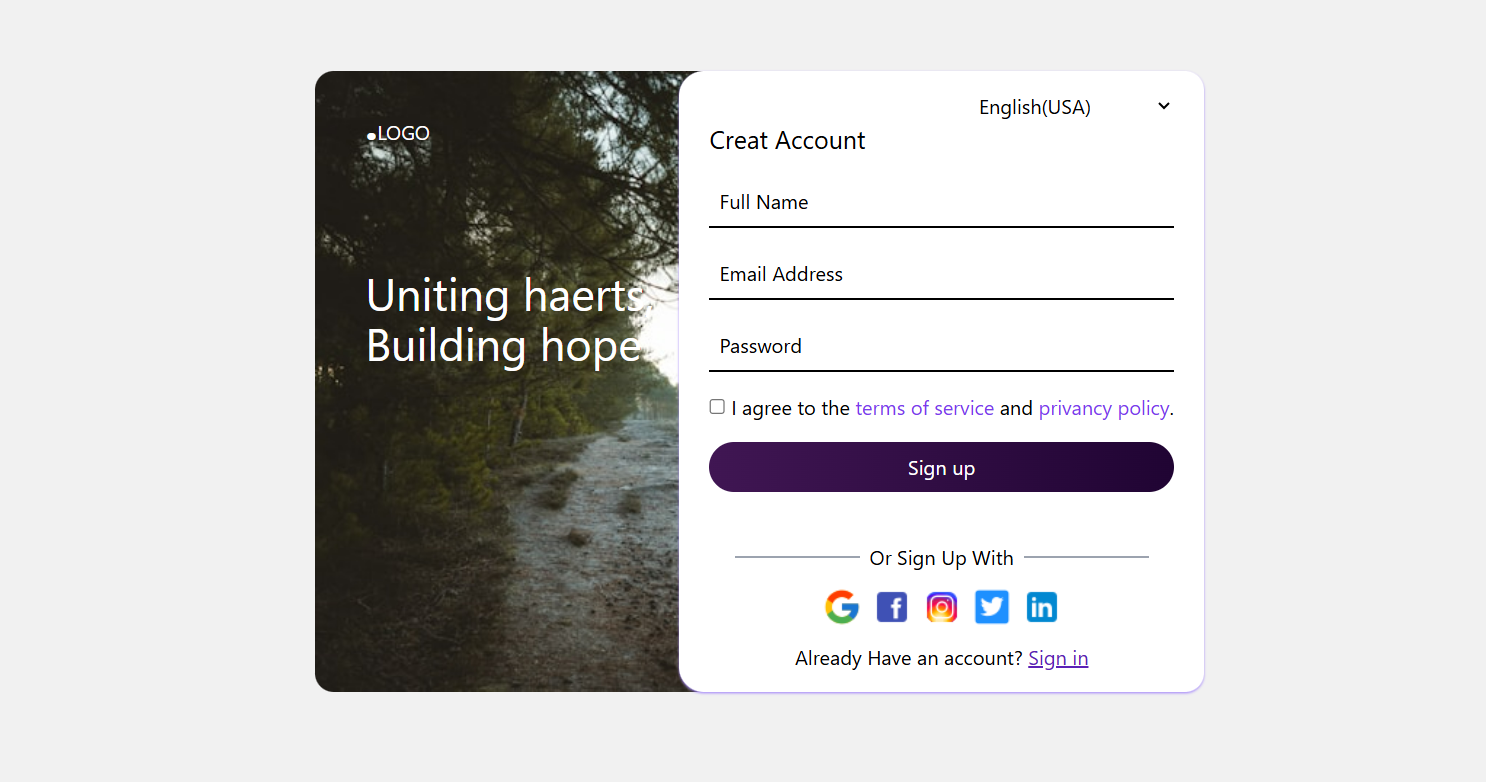 LOGO
Uniting haerts,
Building hope
English(USA)
Creat Account
Full Name
Email Address
Password
I agree to the terms of service and privancy policy.
Sign up
Or Sign Up With
Already Have an account? Sign in